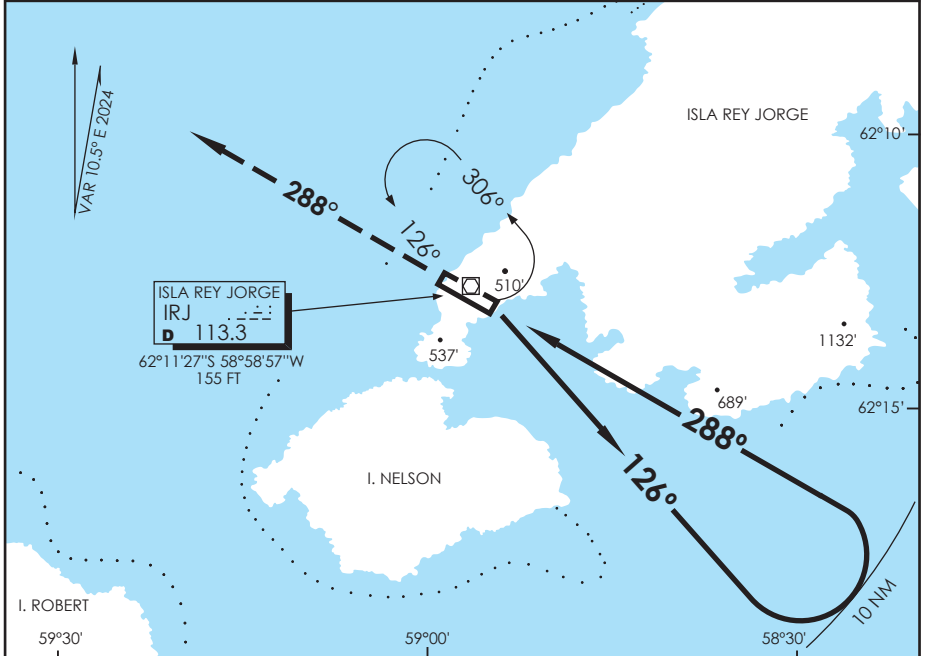 VAR 10.5° E 2024
ISLA REY JORGE
62°10'
288°
126°
306°
510'
ISLA REY JORGE
IRJ
D 113.3
62°11'27"S 58°58'57"W
155 FT
537'
1132'
689'
62°15'
288°
126°
I. NELSON
I. ROBERT
10 NM
59°30'
59°00'
58°30'